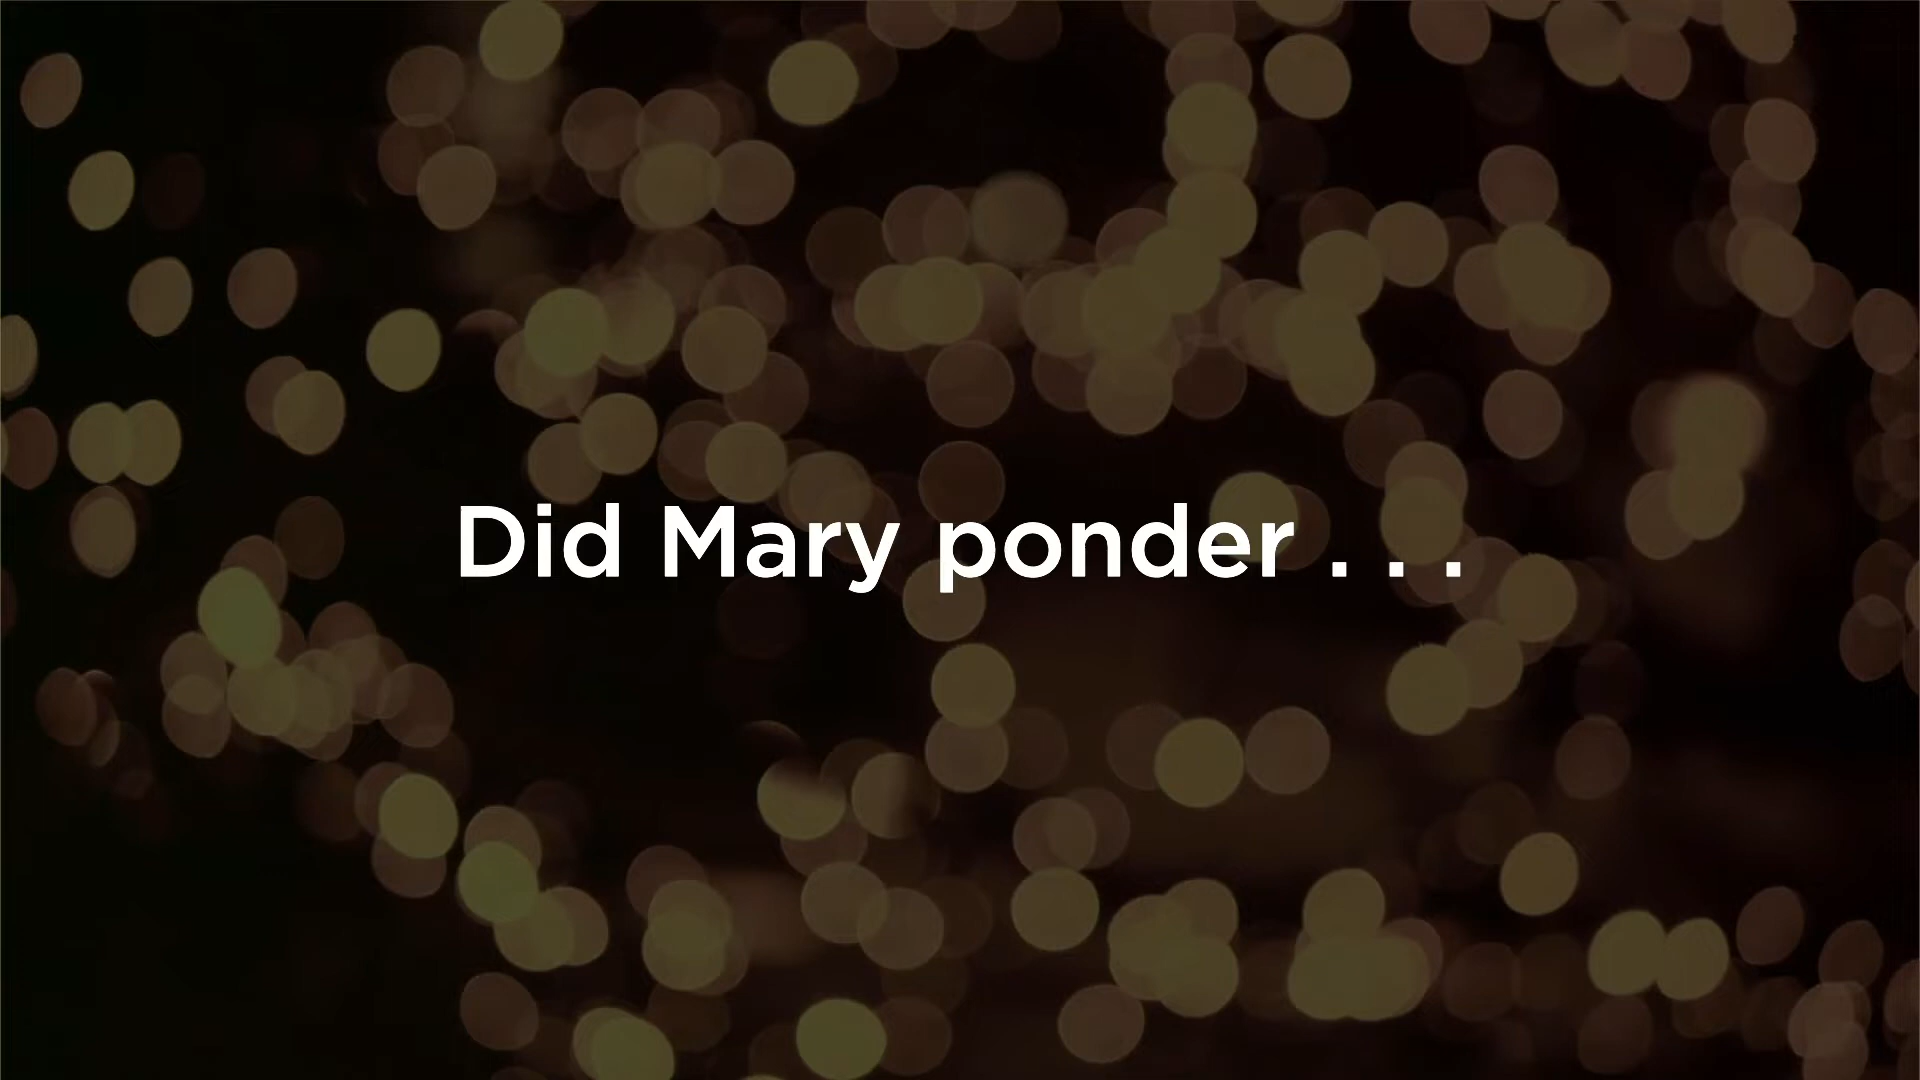 Did Mary ponder . . .